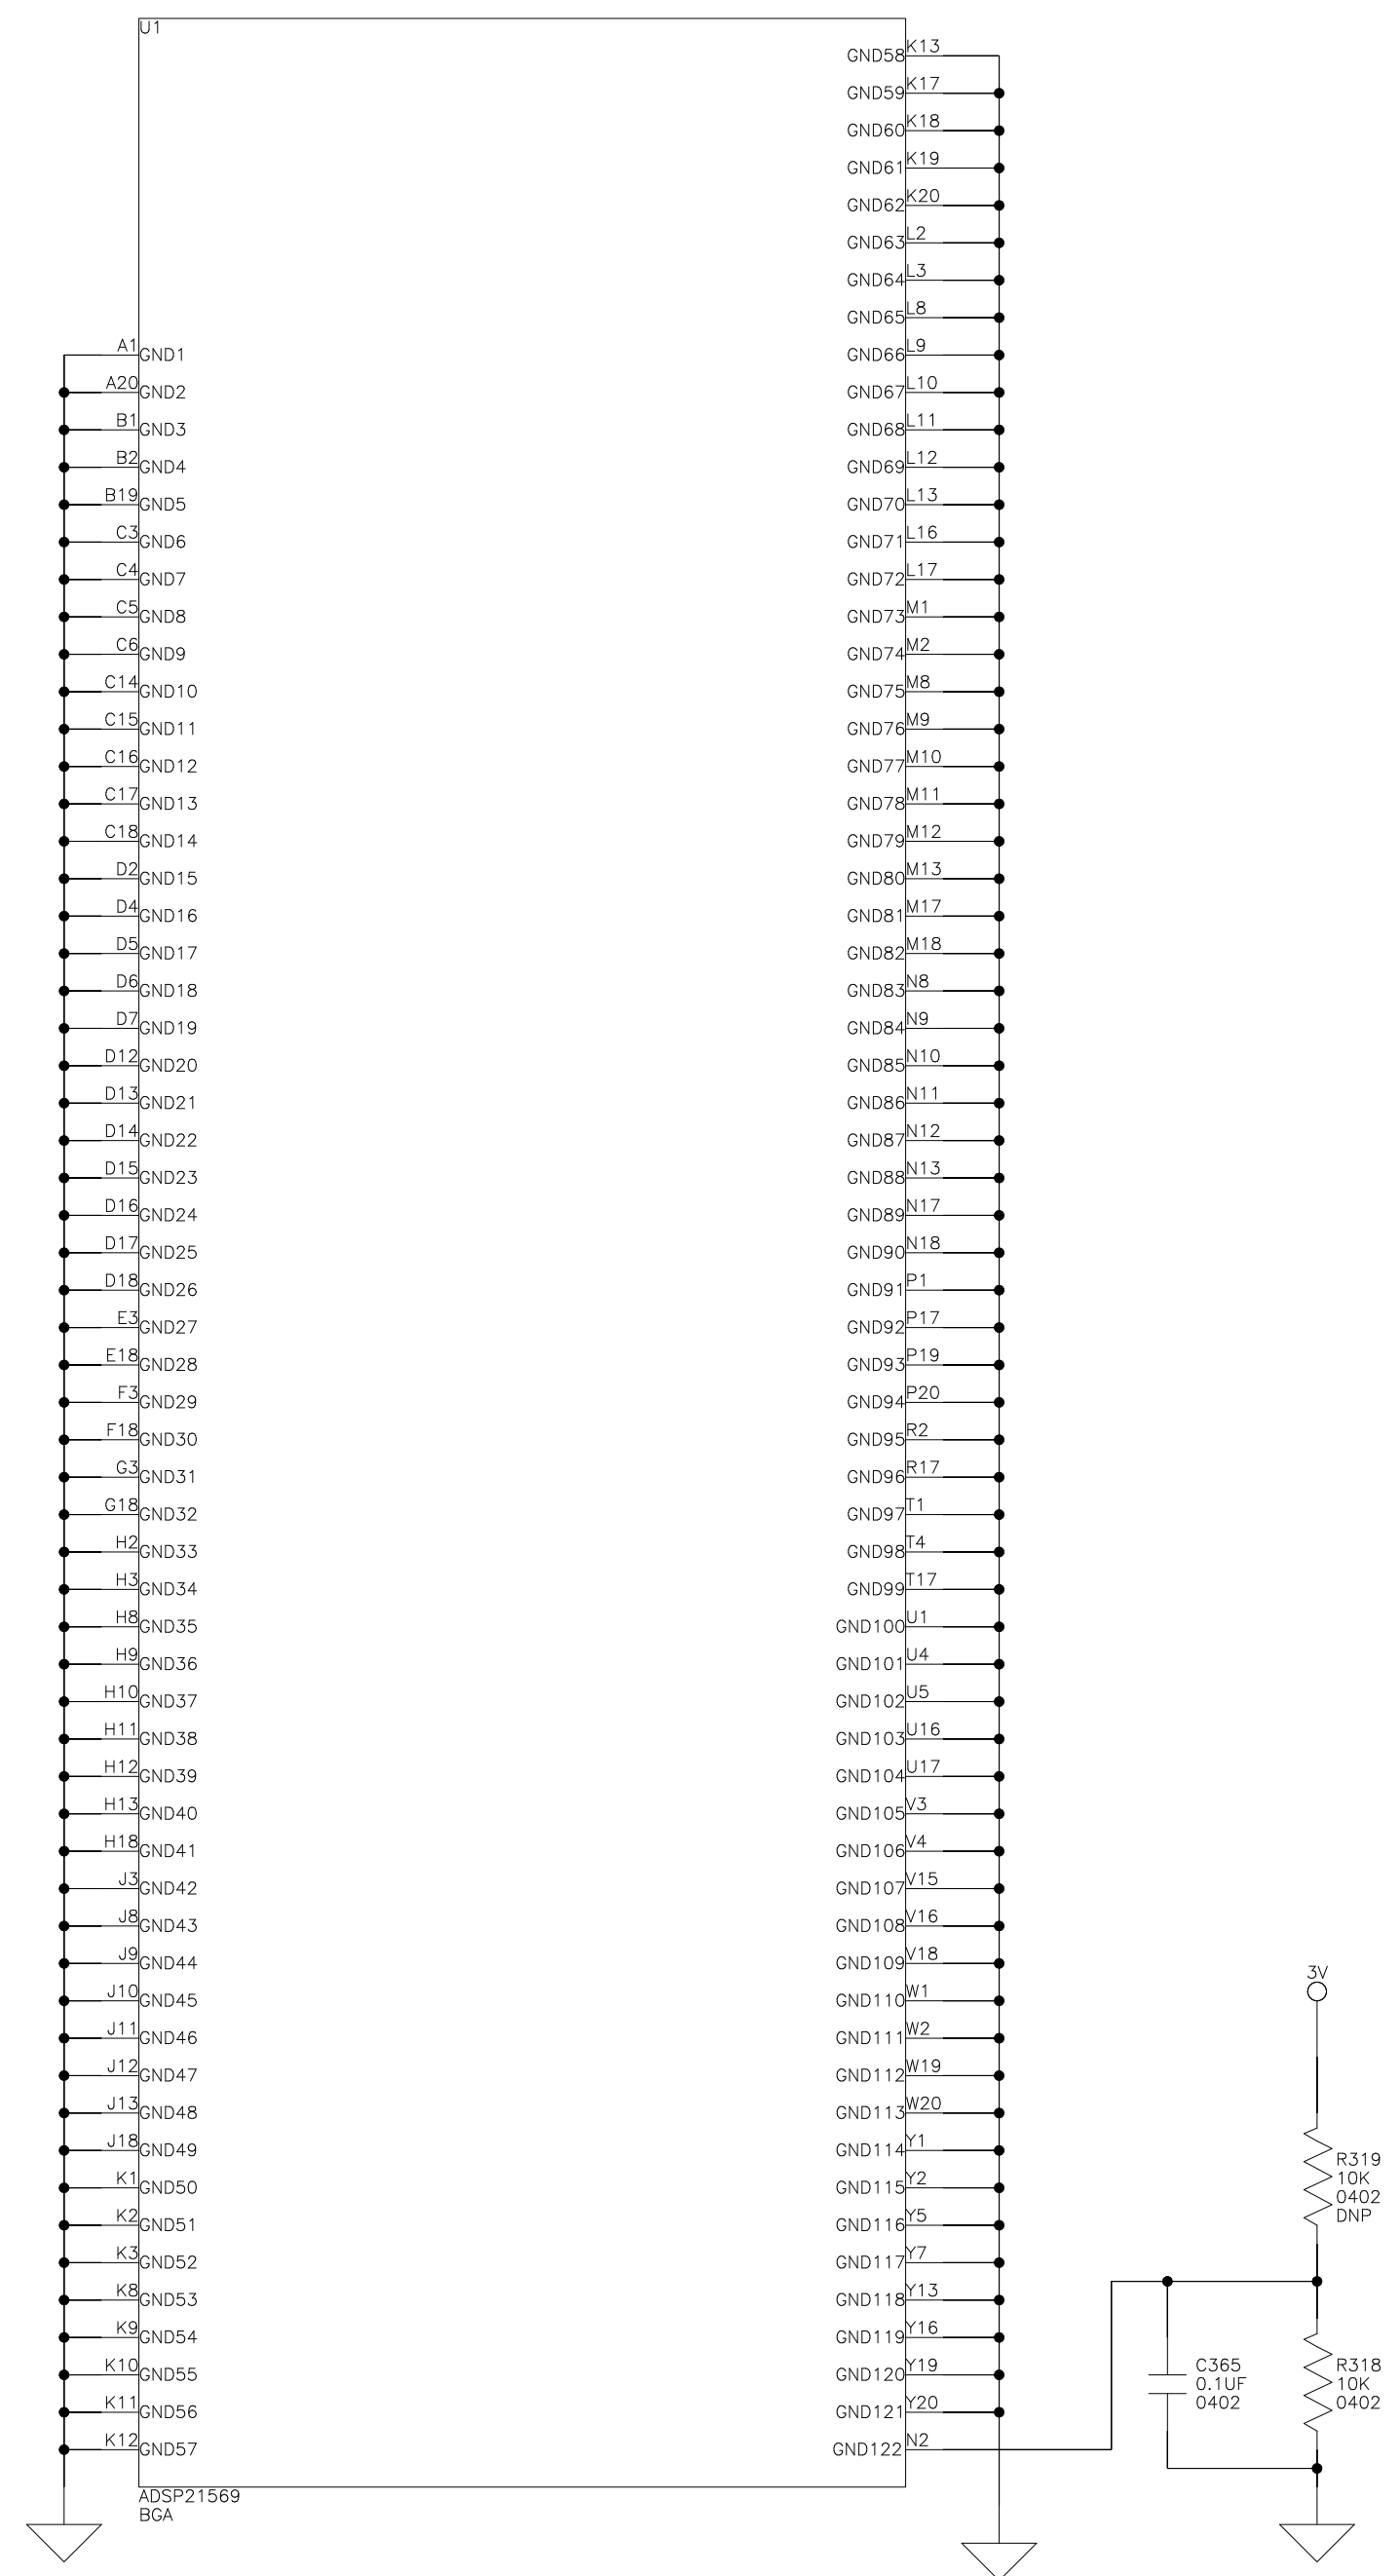 U1
GND58 K13
GND59 K17
GND60 K18
GND61 K19
GND62 K20
GND63 L2
GND64 L3
GND65 L8
A1 GND1 GND66 L9
A20 GND2 GND67 L10
B1 GND3 GND68 L11
B2 GND4 GND69 L12
B19 GND5 GND70 L13
C3 GND6 GND71 L16
C4 GND7 GND72 L17
C5 GND8 GND73 M1
C6 GND9 GND74 M2
C14 GND10 GND75 M8
C15 GND11 GND76 M9
C16 GND12 GND77 M10
C17 GND13 GND78 M11
C18 GND14 GND79 M12
D2 GND15 GND80 M13
D4 GND16 GND81 M17
D5 GND17 GND82 M18
D6 GND18 GND83 N8
D7 GND19 GND84 N9
D12 GND20 GND85 N10
D13 GND21 GND86 N11
D14 GND22 GND87 N12
D15 GND23 GND88 N13
D16 GND24 GND89 N17
D17 GND25 GND90 N18
D18 GND26 GND91 P1
E3 GND27 GND92 P17
E18 GND28 GND93 P19
F3 GND29 GND94 P20
F18 GND30 GND95 R2
G3 GND31 GND96 R17
G18 GND32 GND97 T1
H2 GND33 GND98 T4
H3 GND34 GND99 T17
H8 GND35 GND100 U1
H9 GND36 GND101 U4
H10 GND37 GND102 U5
H11 GND38 GND103 U16
H12 GND39 GND104 U17
H13 GND40 GND105 V3
H18 GND41 GND106 V4
J3 GND42 GND107 V15
J8 GND43 GND108 V16
J9 GND44 GND109 V18
J10 GND45 GND110 W1
J11 GND46 GND111 W2
J12 GND47 GND112 W19
J13 GND48 GND113 W20
J18 GND49 GND114 Y1
K1 GND50 GND115 Y2
K2 GND51 GND116 Y5
K3 GND52 GND117 Y7
K8 GND53 GND118 Y13
K9 GND54 GND119 Y16
K10 GND55 GND120 Y19
K11 GND56 GND121 Y20
K12 GND57 GND122 N2
ADSP21569
BGA
3V
R319
10K
0402
DNP
C365
0.1UF
0402
R318
10K
0402